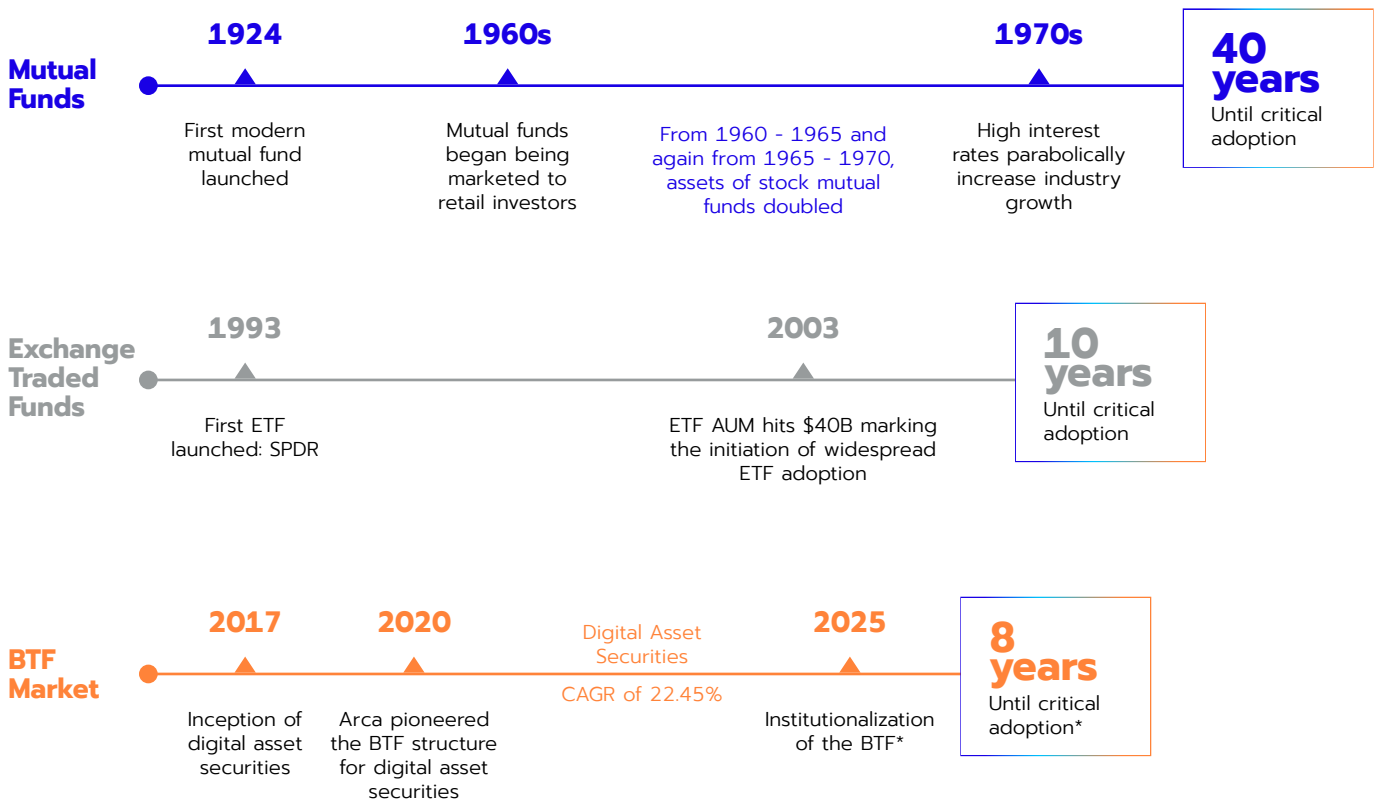 Mutual
Funds
1924
First modern
mutual fund
launched
1960s
Mutual funds
began being
marketed to
retail investors
From 1960 - 1965 and
again from 1965 - 1970,
assets of stock mutual
funds doubled
1970s
High interest
rates parabolically
increase industry
growth
40
years
Until critical
adoption
Exchange
Traded
Funds
1993
First ETF
launched: SPDR
2003
ETF AUM hits $40B marking
the initiation of widespread
ETF adoption
10
years
Until critical
adoption
BTF
Market
2017
Inception of
digital asset
securities
2020
Arca pioneered
the BTF structure
for digital asset
securities
Digital Asset
Securities
CAGR of 22.45%
2025
Institutionalization
of the BTF*
8
years
Until critical
adoption*